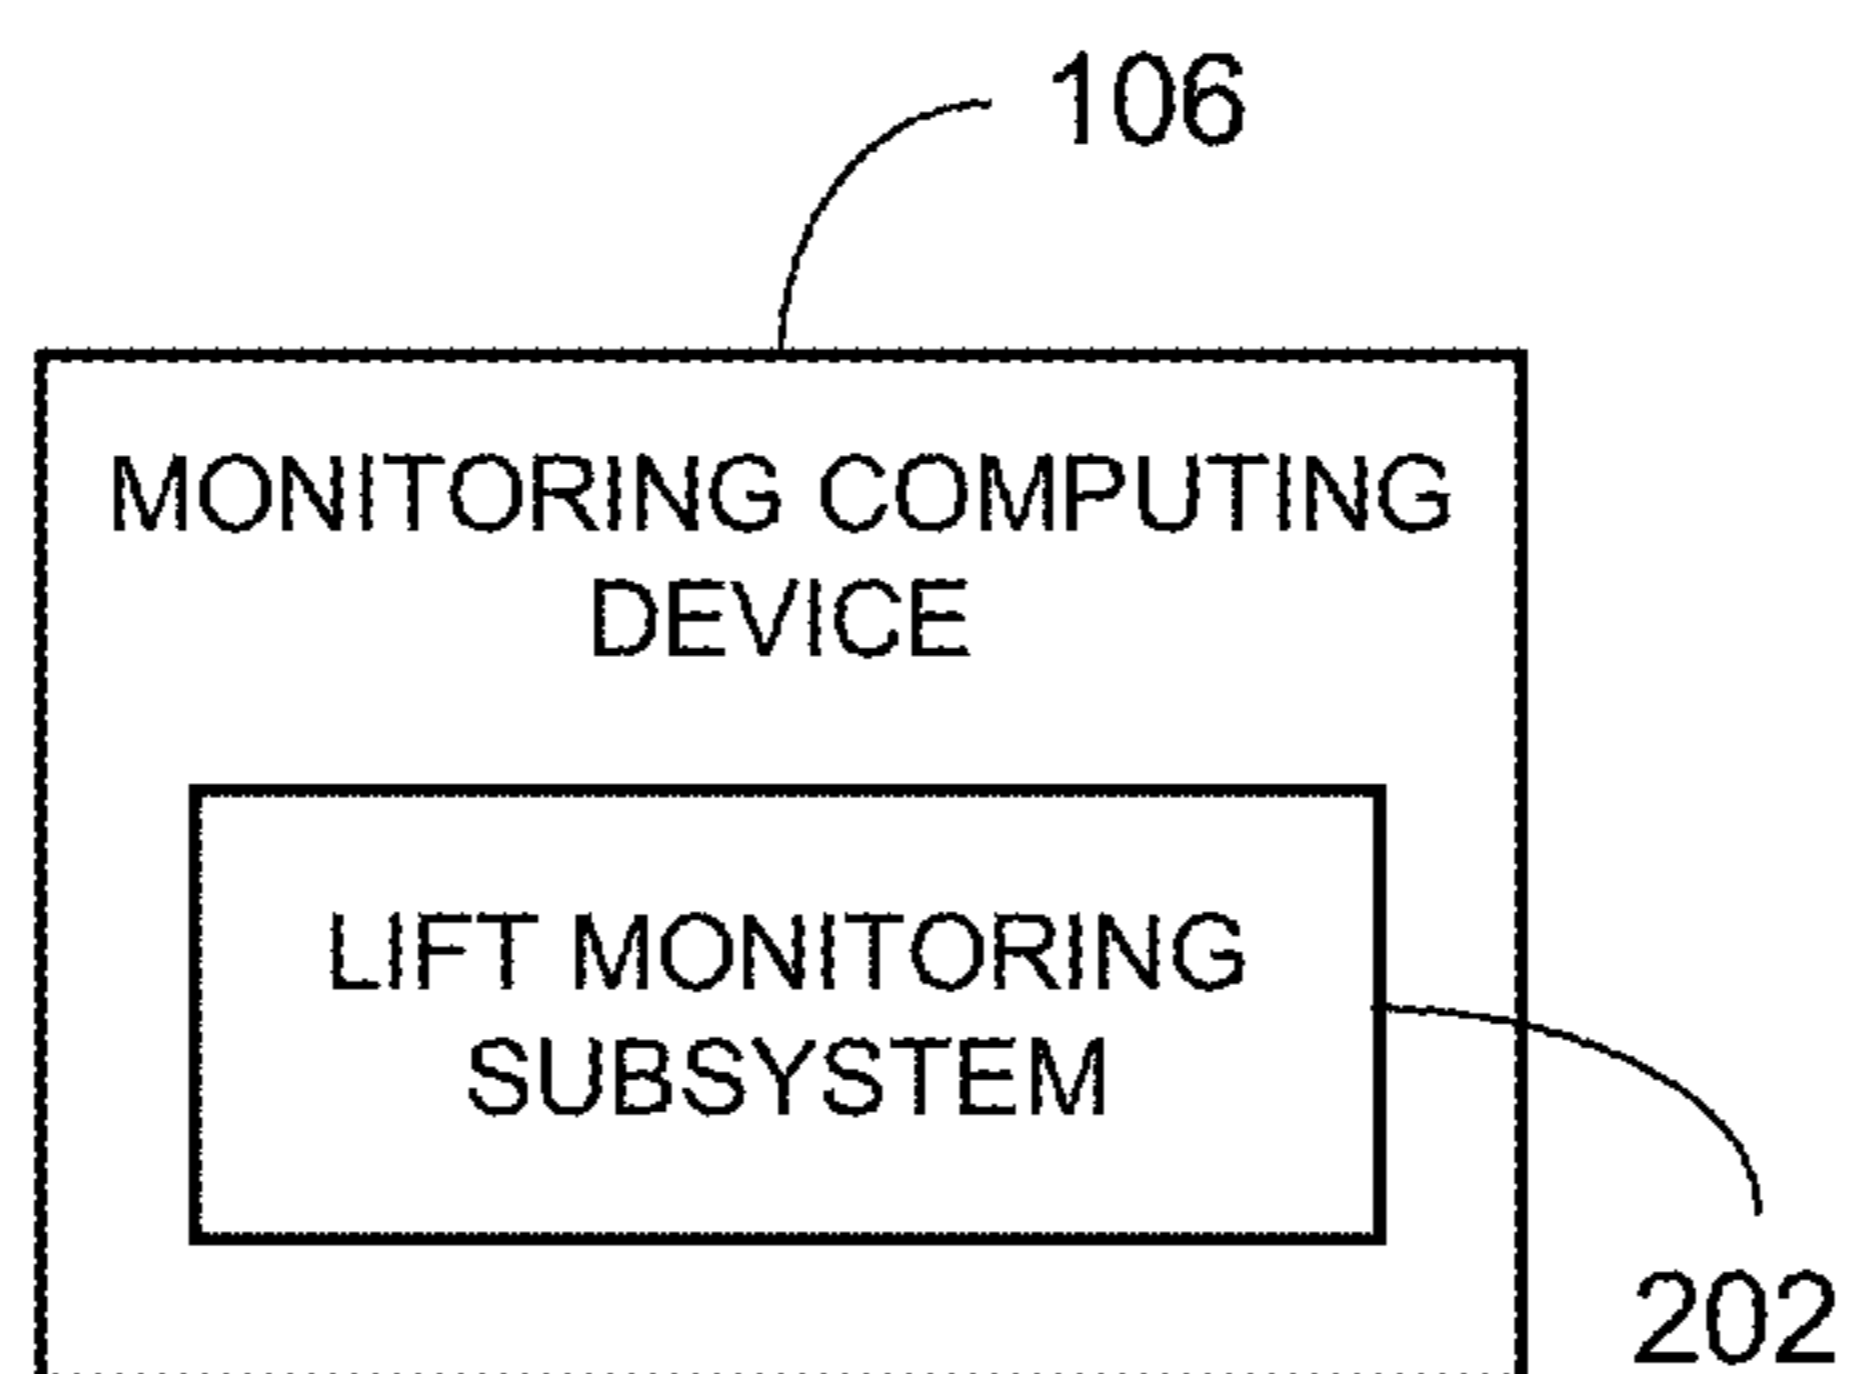 106
MONITORING COMPUTING
DEVICE
LIFT MONITORING
SUBSYSTEM
202